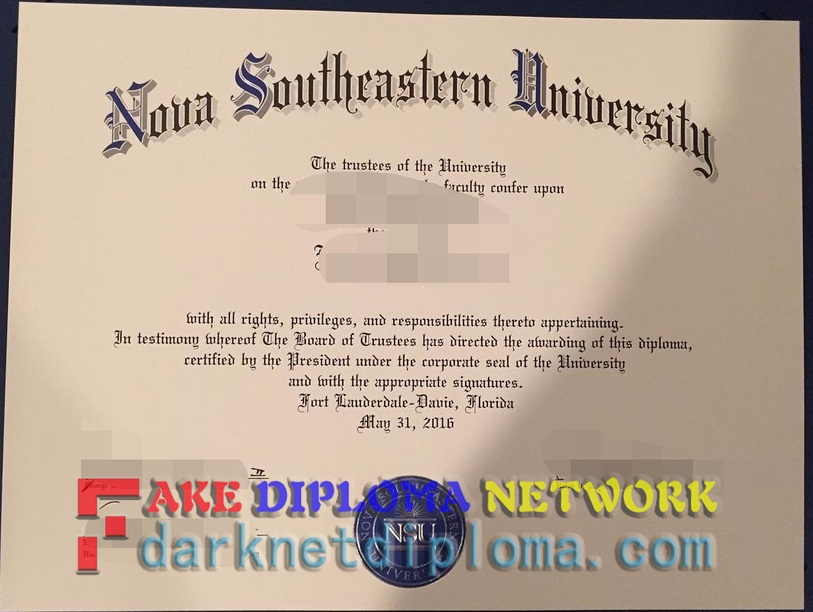 Nova Southeastern University
The trustees of the University
on the faculty confer upon
with all rights, privileges, and responsibilities thereto appertaining.
In testimony whereof The Board of Trustees has directed the awarding of this diploma,
certified by the President under the corporate seal of the University
and with the appropriate signatures.
Fort Lauderdale-Davie, Florida
May 31, 2016
FAKE DIPLOMA NETWORK
NSU
darknetdiploma.com